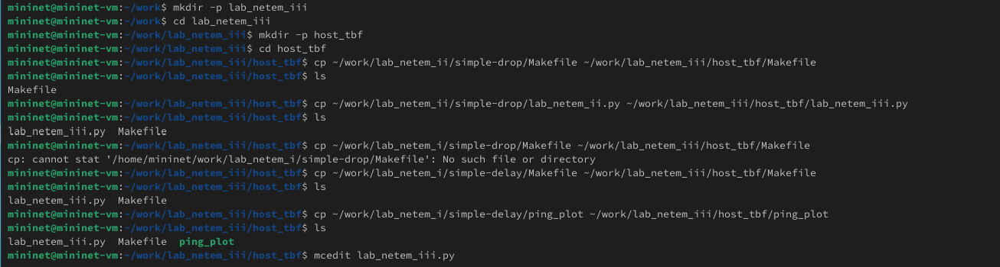 mininet@mininet-vm:~/work$ mkdir -p lab_netem_iii
mininet@mininet-vm:~/work$ cd lab_netem_iii
mininet@mininet-vm:~/work/lab_netem_iii$ mkdir -p host_tbf
mininet@mininet-vm:~/work/lab_netem_iii$ cd host_tbf
mininet@mininet-vm:~/work/lab_netem_iii/host_tbf$ cp ~/work/lab_netem_ii/simple-drop/Makefile ~/work/lab_netem_iii/host_tbf/Makefile
mininet@mininet-vm:~/work/lab_netem_iii/host_tbf$ ls
Makefile
mininet@mininet-vm:~/work/lab_netem_iii/host_tbf$ cp ~/work/lab_netem_ii/simple-drop/lab_netem_ii.py ~/work/lab_netem_iii/host_tbf/lab_netem_iii.py
mininet@mininet-vm:~/work/lab_netem_iii/host_tbf$ ls
lab_netem_iii.py  Makefile
mininet@mininet-vm:~/work/lab_netem_iii/host_tbf$ cp ~/work/lab_netem_i/simple-drop/Makefile ~/work/lab_netem_iii/host_tbf/Makefile
cp: cannot stat '/home/mininet/work/lab_netem_i/simple-drop/Makefile': No such file or directory
mininet@mininet-vm:~/work/lab_netem_iii/host_tbf$ cp ~/work/lab_netem_i/simple-delay/Makefile ~/work/lab_netem_iii/host_tbf/Makefile
mininet@mininet-vm:~/work/lab_netem_iii/host_tbf$ ls
lab_netem_iii.py  Makefile
mininet@mininet-vm:~/work/lab_netem_iii/host_tbf$ cp ~/work/lab_netem_i/simple-delay/ping_plot ~/work/lab_netem_iii/host_tbf/ping_plot
mininet@mininet-vm:~/work/lab_netem_iii/host_tbf$ ls
lab_netem_iii.py  Makefile  ping_plot
mininet@mininet-vm:~/work/lab_netem_iii/host_tbf$ mcedit lab_netem_iii.py